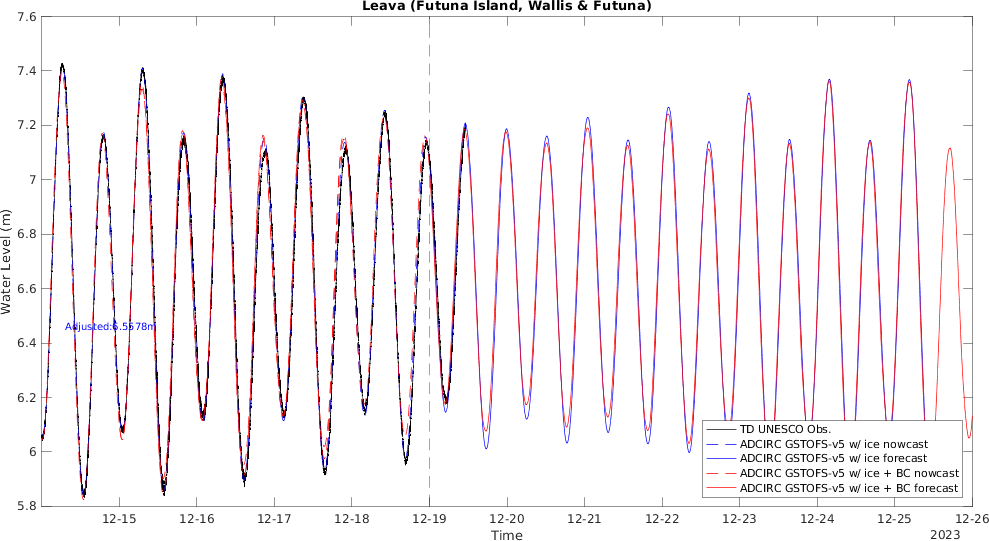 Leava (Futuna Island, Wallis & Futuna)
7.6
7.4
7.2
7
6.8
6.6
6.4
6.2
6
5.8
Water Level (m)
Adjusted:6.5578m
TD UNESCO Obs.
ADCIRC GSTOFS-v5 w/ ice nowcast
ADCIRC GSTOFS-v5 w/ ice forecast
ADCIRC GSTOFS-v5 w/ ice + BC nowcast
ADCIRC GSTOFS-v5 w/ ice + BC forecast
12-15 12-16 12-17 12-18 12-19 12-20 12-21 12-22 12-23 12-24 12-25 12-26
Time
2023